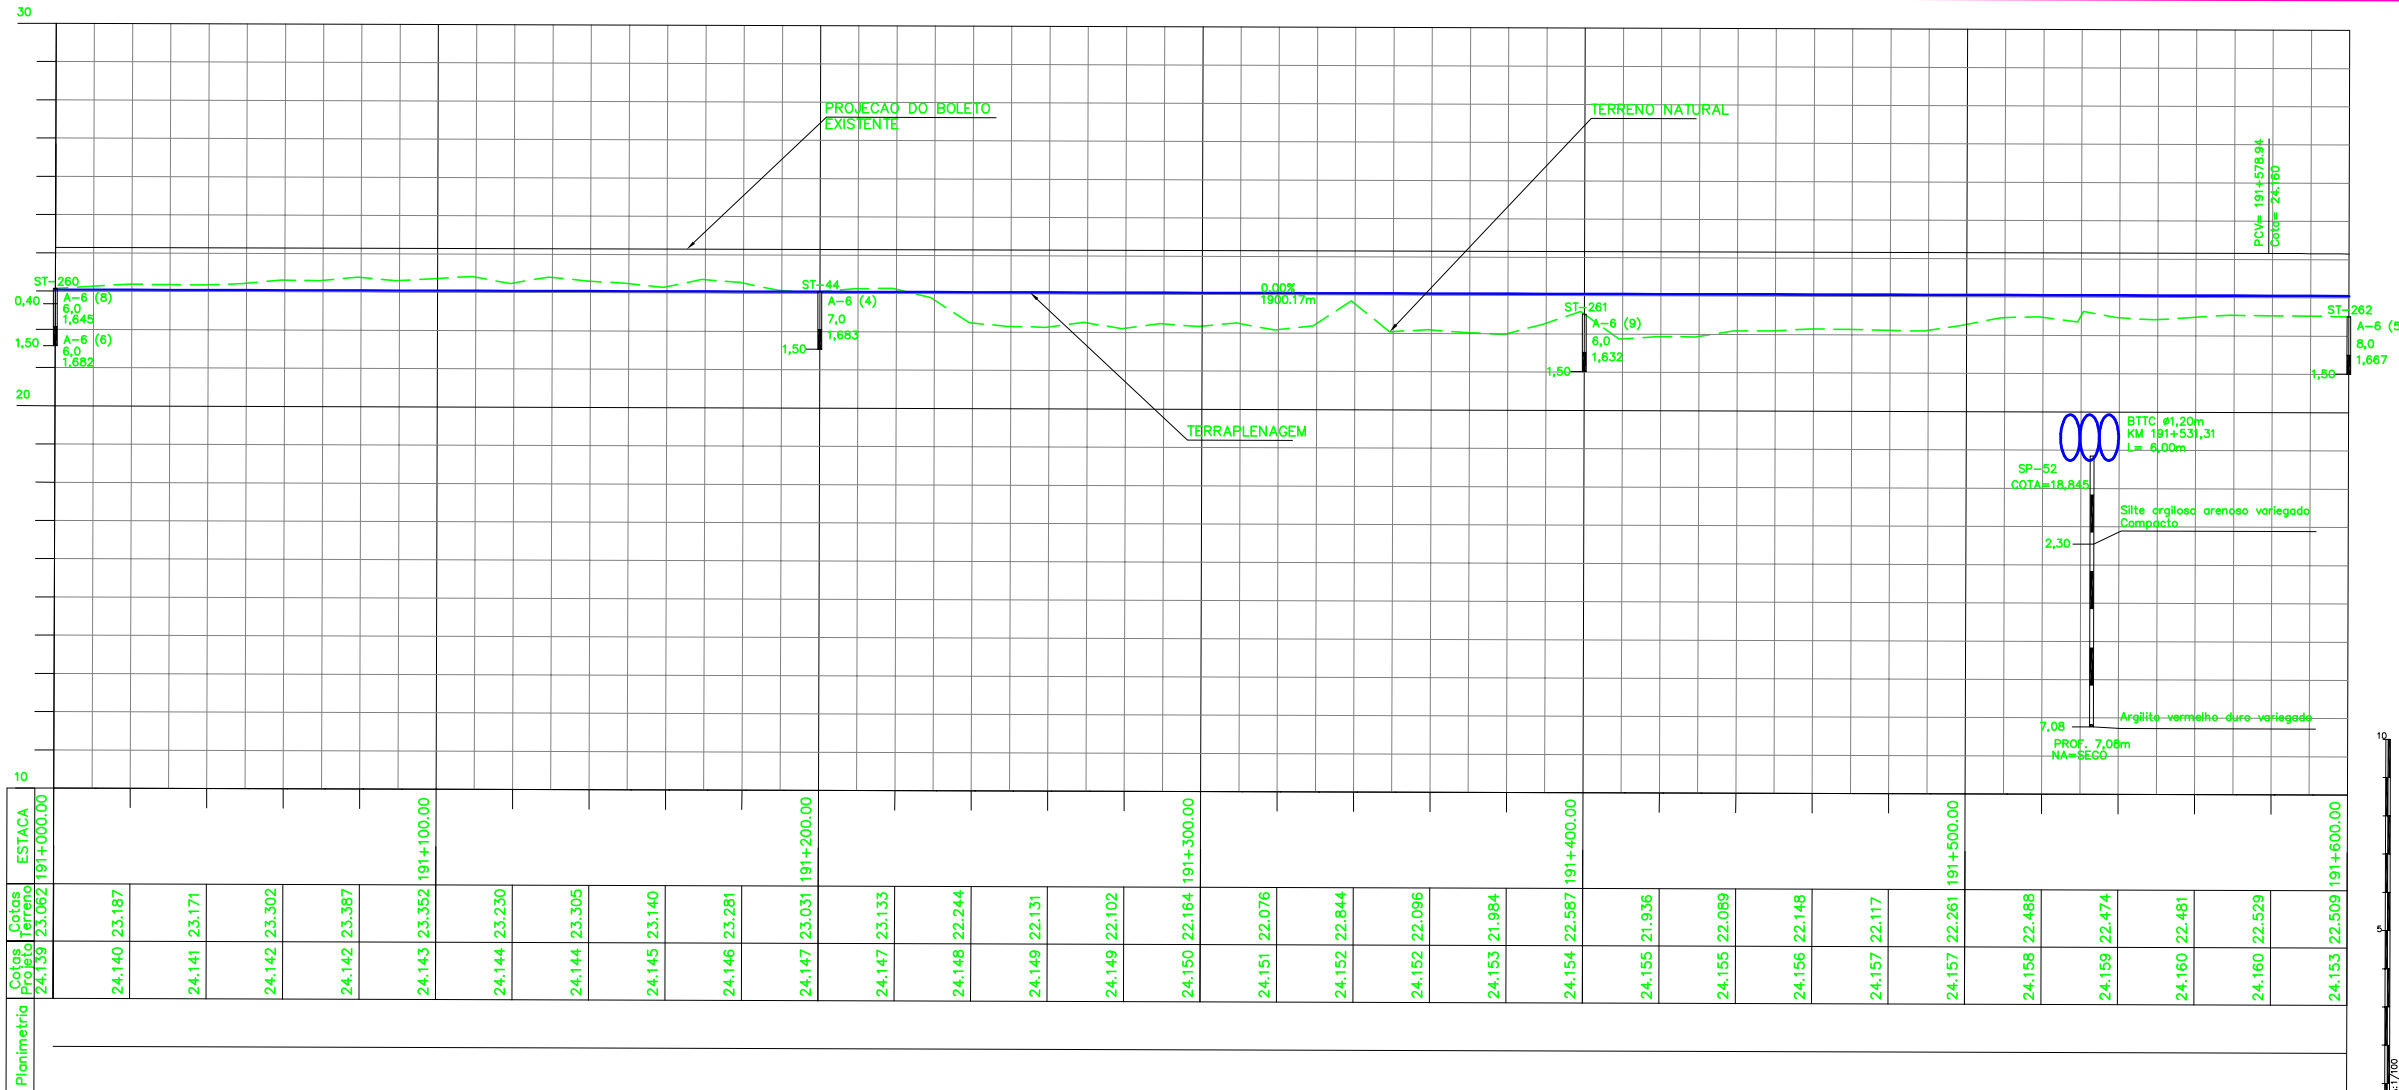 30
PROJECAO DO BOLETO
EXISTENTE
TERRENO NATURAL
PCV= 191+578.94
Cota= 24.160
ST-260
0,40
A-6 (8)
6,0
1,645
1,50
A-6 (6)
6,0
1,682
ST-44
A-6 (4)
7,0
1,683
1,50
0.00%
1900.17m
ST-261
A-6 (9)
6,0
1,632
1,50
ST-262
A-6 (5
8,0
1,667
1,50
20
TERRAPLENAGEM
BTTC ø1,20m
KM 191+531,31
L= 6,00m
SP-52
COTA=18,845
Silte argiloso arenoso variegado
Compacto
2,30
7,08
Argilito vermelho duro variegado
PROF. 7,08m
NA=SECO
10
10
5
ESTACA
191+000.00 191+100.00 191+200.00 191+300.00 191+400.00 191+500.00 191+600.00
Cotas
Terreno
23.062 23.187 23.171 23.302 23.387 23.352 23.230 23.305 23.140 23.281 23.031 23.133 22.244 22.131 22.102 22.164 22.076 22.844 22.096 21.984 22.587 21.936 22.089 22.148 22.117 22.261 22.488 22.474 22.481 22.529 22.509
Cotas
Projeto
24.139 24.140 24.141 24.142 24.142 24.143 24.144 24.144 24.145 24.146 24.147 24.147 24.148 24.149 24.149 24.150 24.151 24.152 24.152 24.153 24.154 24.155 24.155 24.156 24.157 24.157 24.158 24.159 24.160 24.160 24.153
Planimetria